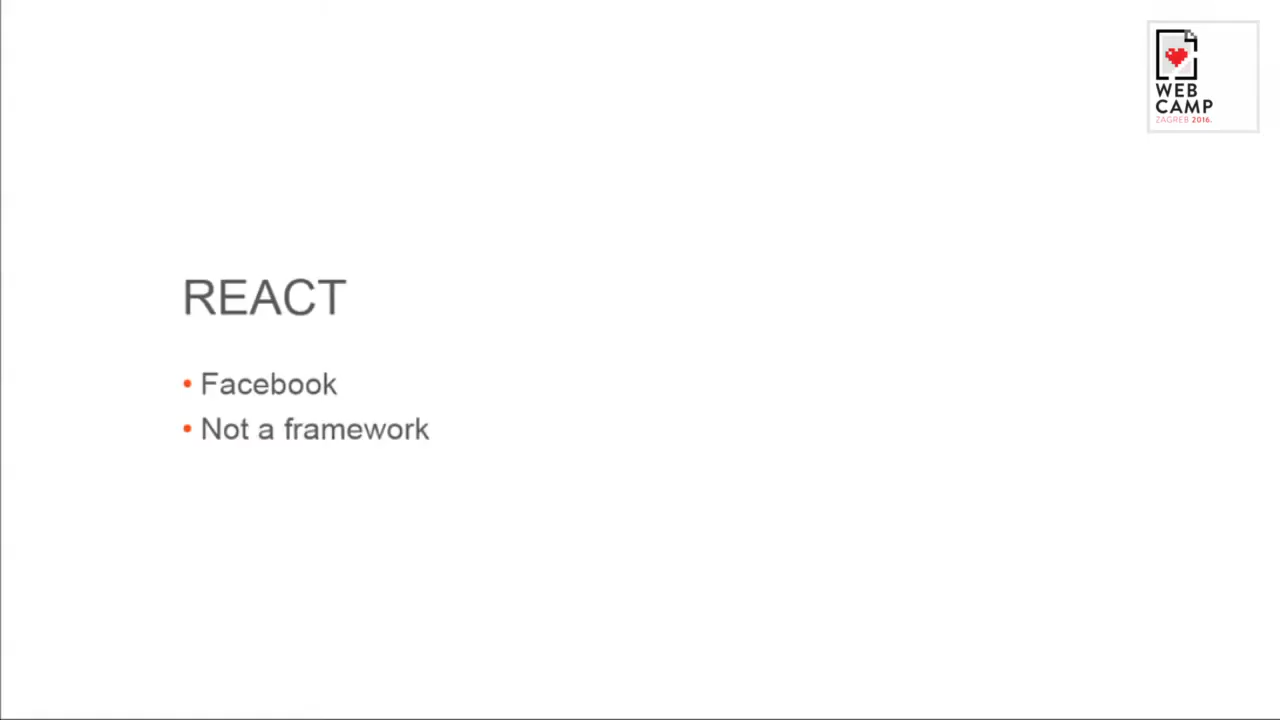 WEB
CAMP
ZAGREB 2016.
REACT
• Facebook
• Not a framework